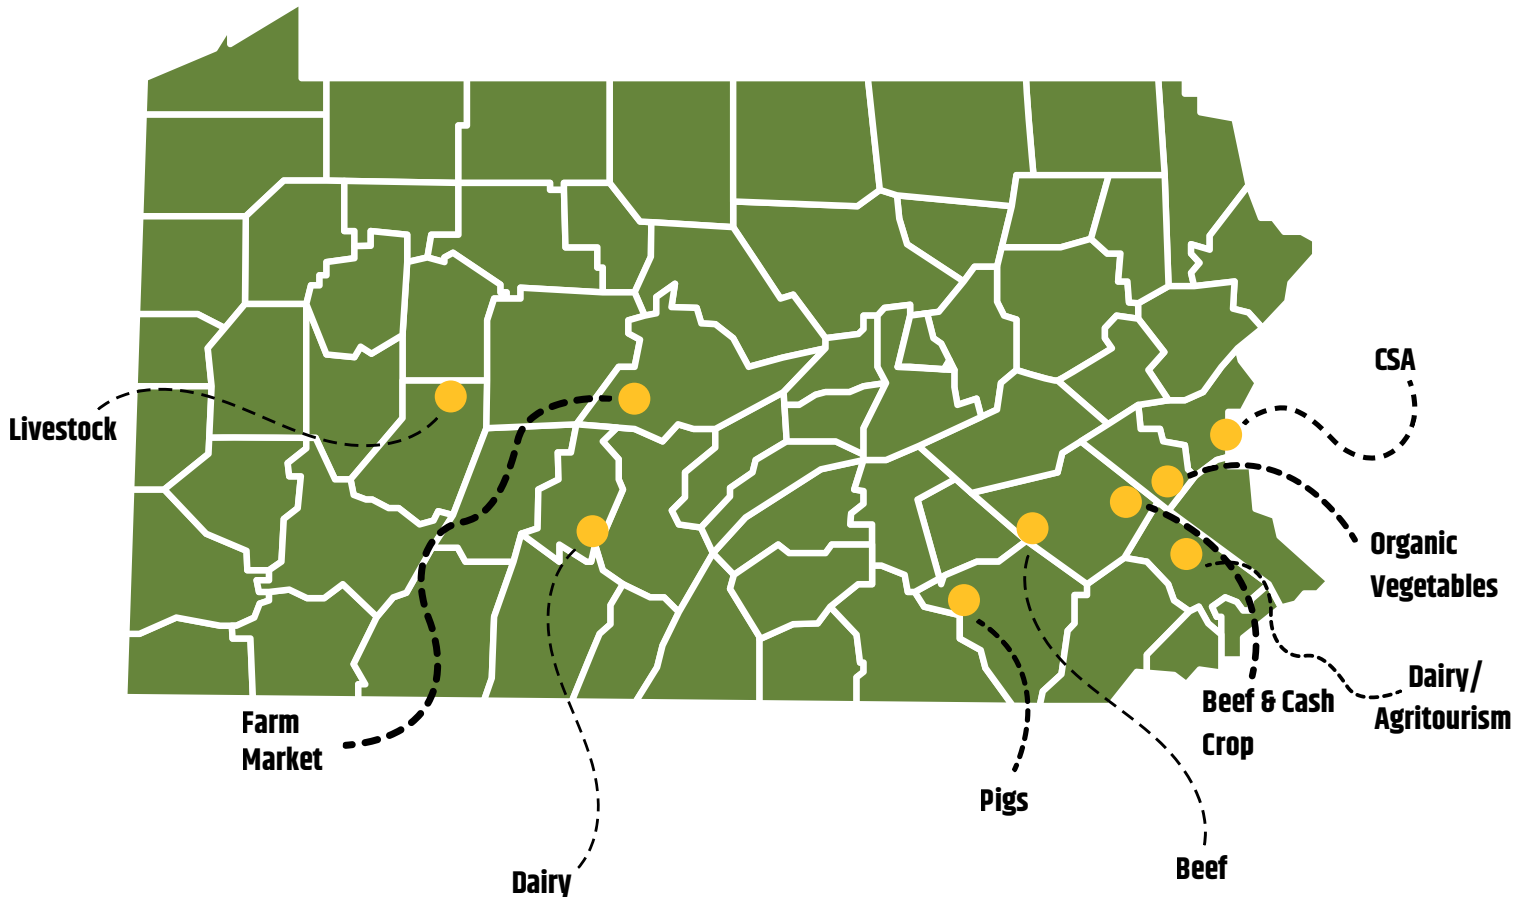 CSA
Livestock
Organic
Vegetables
Dairy/
Agritourism
Beef & Cash
Crop
Farm
Market
Pigs
Beef
Dairy